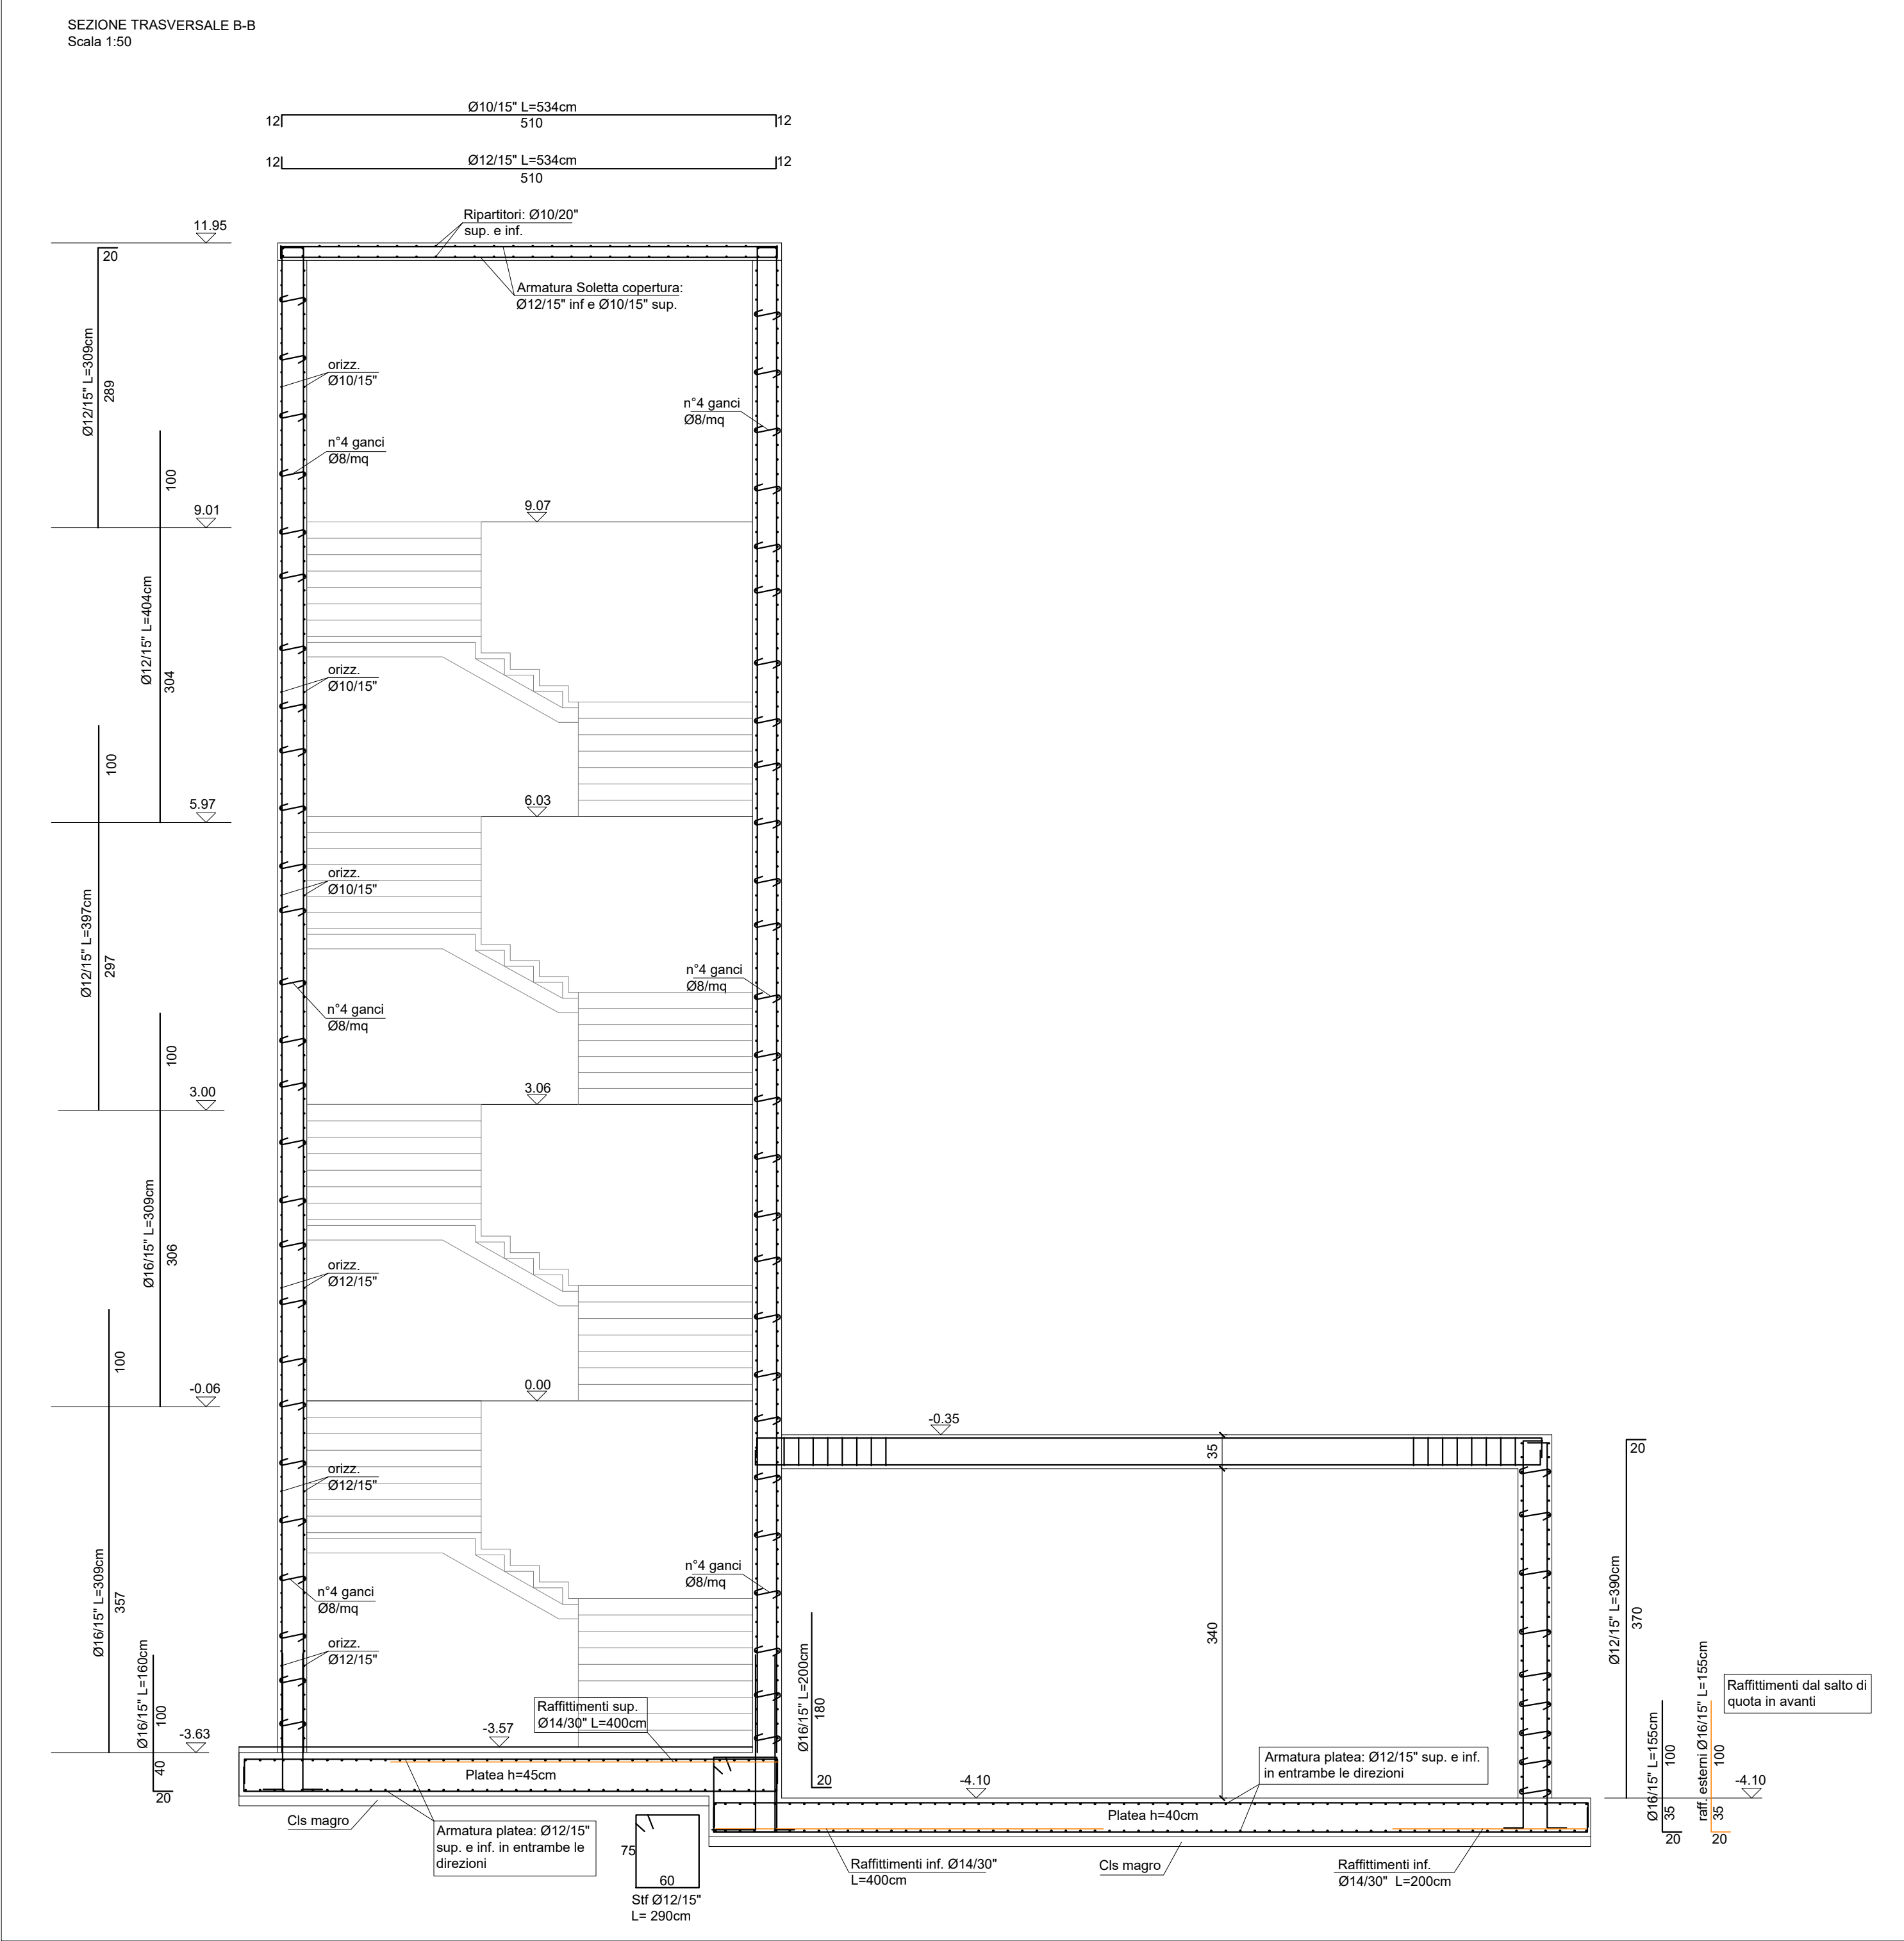 SEZIONE TRASVERSALE B-B
Scala 1:50
Ø10/15" L=534cm
12
510
12
Ø12/15" L=534cm
12
510
12
Ripartitori: Ø10/20"
sup. e inf.
11.95
20
Armatura Soletta copertura:
Ø12/15" inf e Ø10/15" sup.
Ø12/15" L=309cm
289
orizz.
Ø10/15"
n°4 ganci
Ø8/mq
n°4 ganci
Ø8/mq
100
9.01
9.07
Ø12/15" L=404cm
304
orizz.
Ø10/15"
100
5.97
6.03
orizz.
Ø10/15"
Ø12/15" L=397cm
297
n°4 ganci
Ø8/mq
n°4 ganci
Ø8/mq
100
3.00
3.06
Ø16/15" L=309cm
306
orizz.
Ø12/15"
100
-0.06
0.00
-0.35
35
20
orizz.
Ø12/15"
Ø16/15" L=309cm
357
n°4 ganci
Ø8/mq
n°4 ganci
Ø8/mq
340
Ø12/15" L=390cm
370
orizz.
Ø12/15"
Ø16/15" L=160cm
100
40
20
-3.63
-3.57
Raffittimenti sup.
Ø14/30" L=400cm
Ø16/15" L=200cm
180
20
Raffittimenti dal salto di
quota in avanti
Ø16/15" L=155cm
100
35
20
raff. esterni Ø16/15" L=155cm
100
35
20
-4.10
-4.10
Armatura platea: Ø12/15" sup. e inf.
in entrambe le direzioni
Platea h=45cm
Platea h=40cm
Cls magro
Armatura platea: Ø12/15"
sup. e inf. in entrambe le
direzioni
75
60
Stf Ø12/15"
L= 290cm
Raffittimenti inf. Ø14/30"
L=400cm
Cls magro
Raffittimenti inf.
Ø14/30" L=200cm